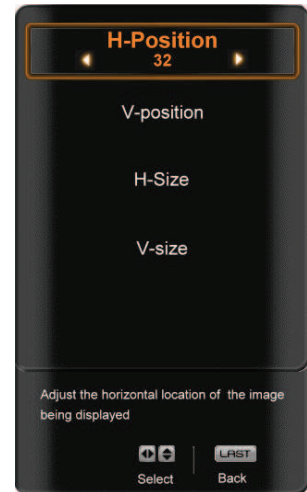 H-Position
32
V-position
H-Size
V-size
Adjust the horizontal location of the image
being displayed
LAST
Select Back